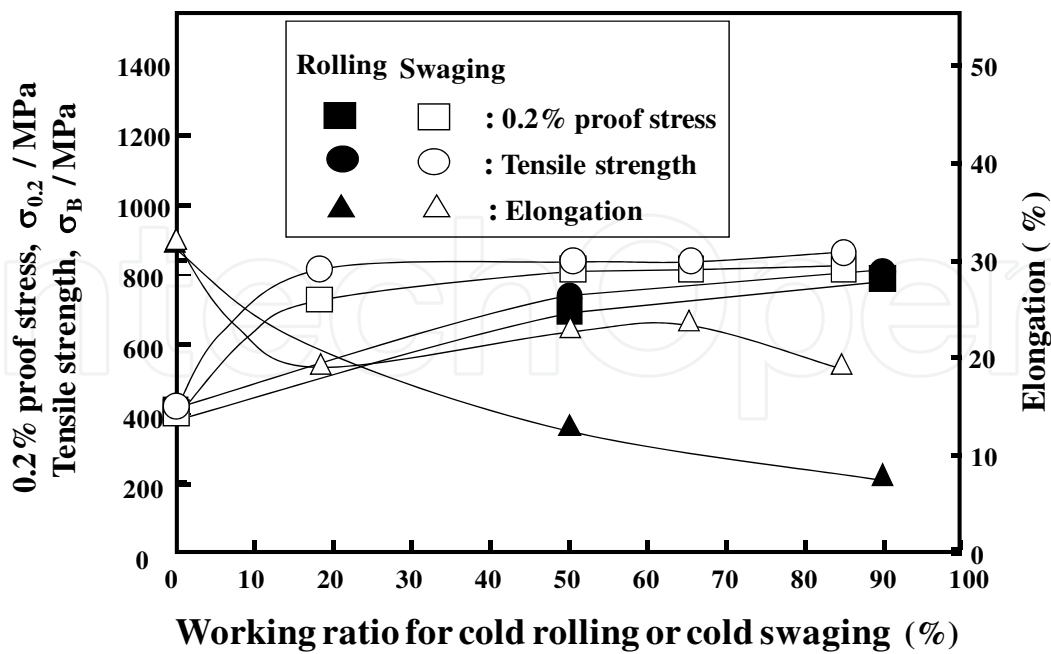 1400
1200
1000
800
600
400
200
0
0.2% proof stress, σ0.2 / MPa
Tensile strength, σB / MPa
Rolling Swaging
: 0.2% proof stress
: Tensile strength
: Elongation
50
40
30
20
10
0
Elongation ( %)
0 10 20 30 40 50 60 70 80 90 100
Working ratio for cold rolling or cold swaging (%)